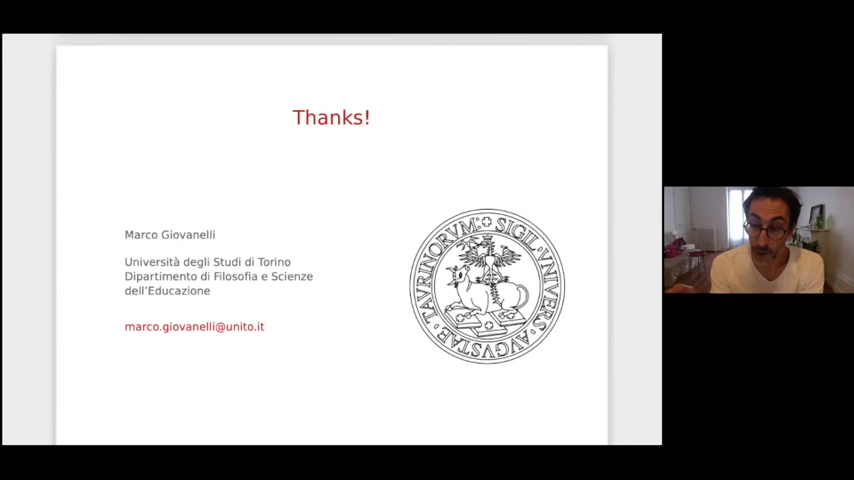 Thanks!
Marco Giovanelli
Università degli Studi di Torino
Dipartimento di Filosofia e Scienze
dell'Educazione
marco.giovanelli@unito.it
SIGIL·VNIVERS·AVGVSTAE·TAVRINORVM: